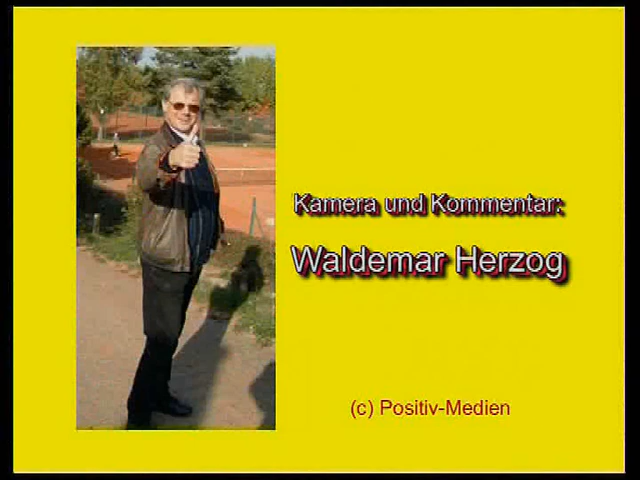 Kamera und Kommentar:
Waldemar Herzog
(c) Positiv-Medien